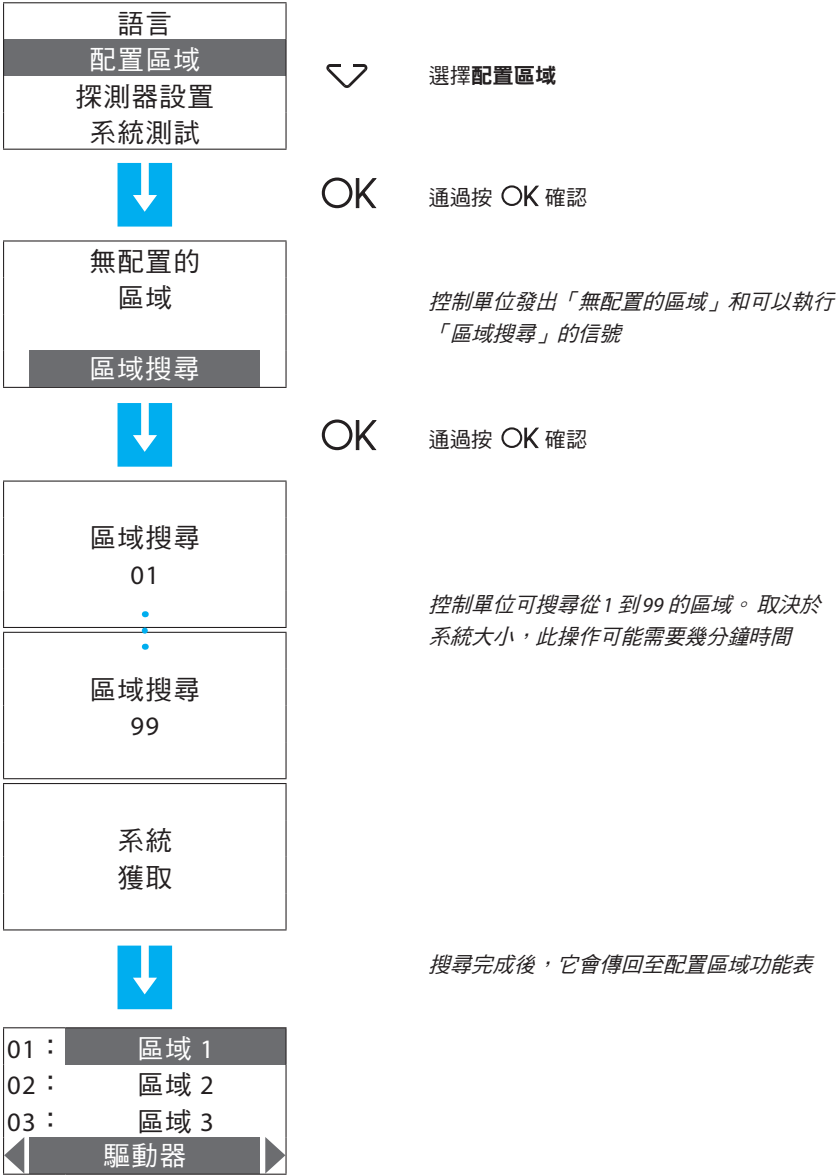 語言
配置區域
探測器設置
系統測試
選擇配置區域
OK
通過按 OK 確認
無配置的
區域
區域搜尋
控制單位發出「無配置的區域」和可以執行
「區域搜尋」的信號
OK
通過按 OK 確認
區域搜尋
01
區域搜尋
99
控制單位可搜尋從 1 到 99 的區域。 取決於
系統大小，此操作可能需要幾分鐘時間
系統
獲取
搜尋完成後，它會傳回至配置區域功能表
01： 區域 1
02： 區域 2
03： 區域 3
驅動器